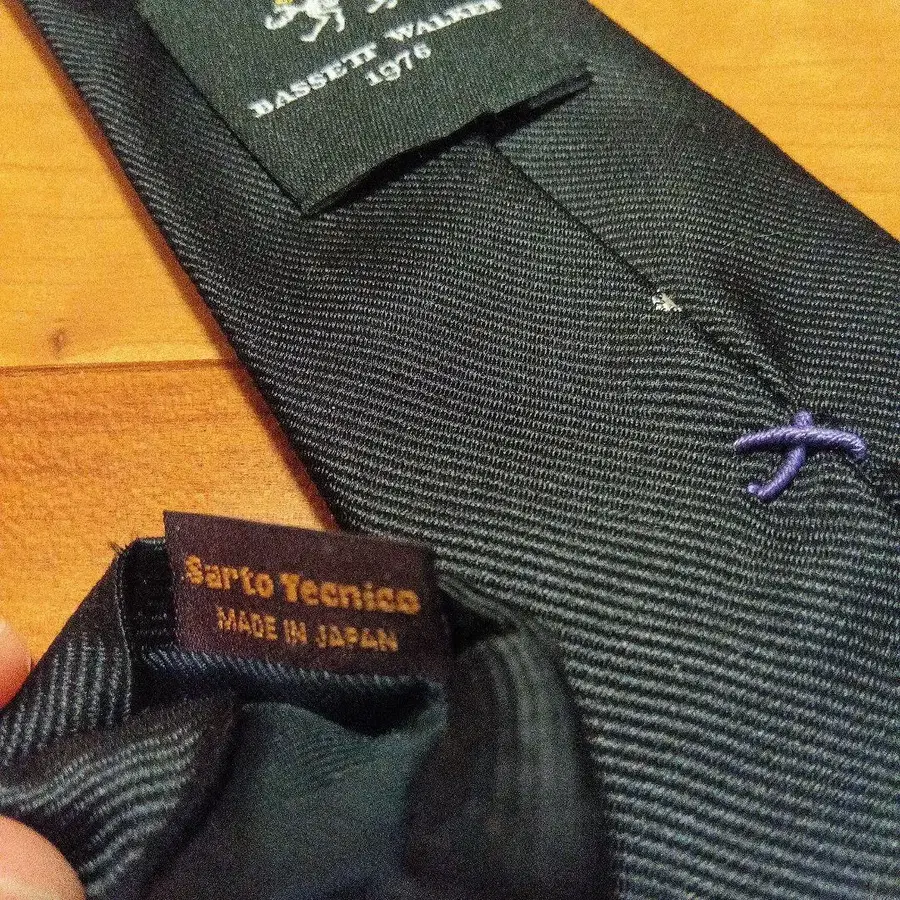 BASSETT WALKER
1976
Sarto Tecnico
MADE IN JAPAN